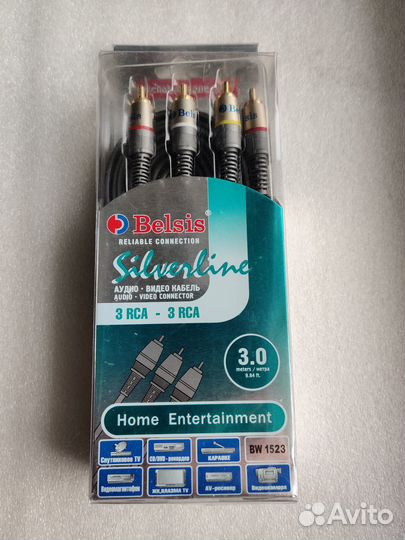 Belsis
Belsis®
RELIABLE CONNECTION
Silverline
АУДИО · ВИДЕО КАБЕЛЬ
AUDIO · VIDEO CONNECTOR
3 RCA - 3 RCA
3.0
meters / метра
9.84 ft.
Home Entertainment
Спутниковое TV
CD/DVD - рекордер
КАРАОКЕ
BW 1523
Видеомагнитофон
ЖК,ПЛАЗМА TV
AV-ресивер
Видеокамера
Avito